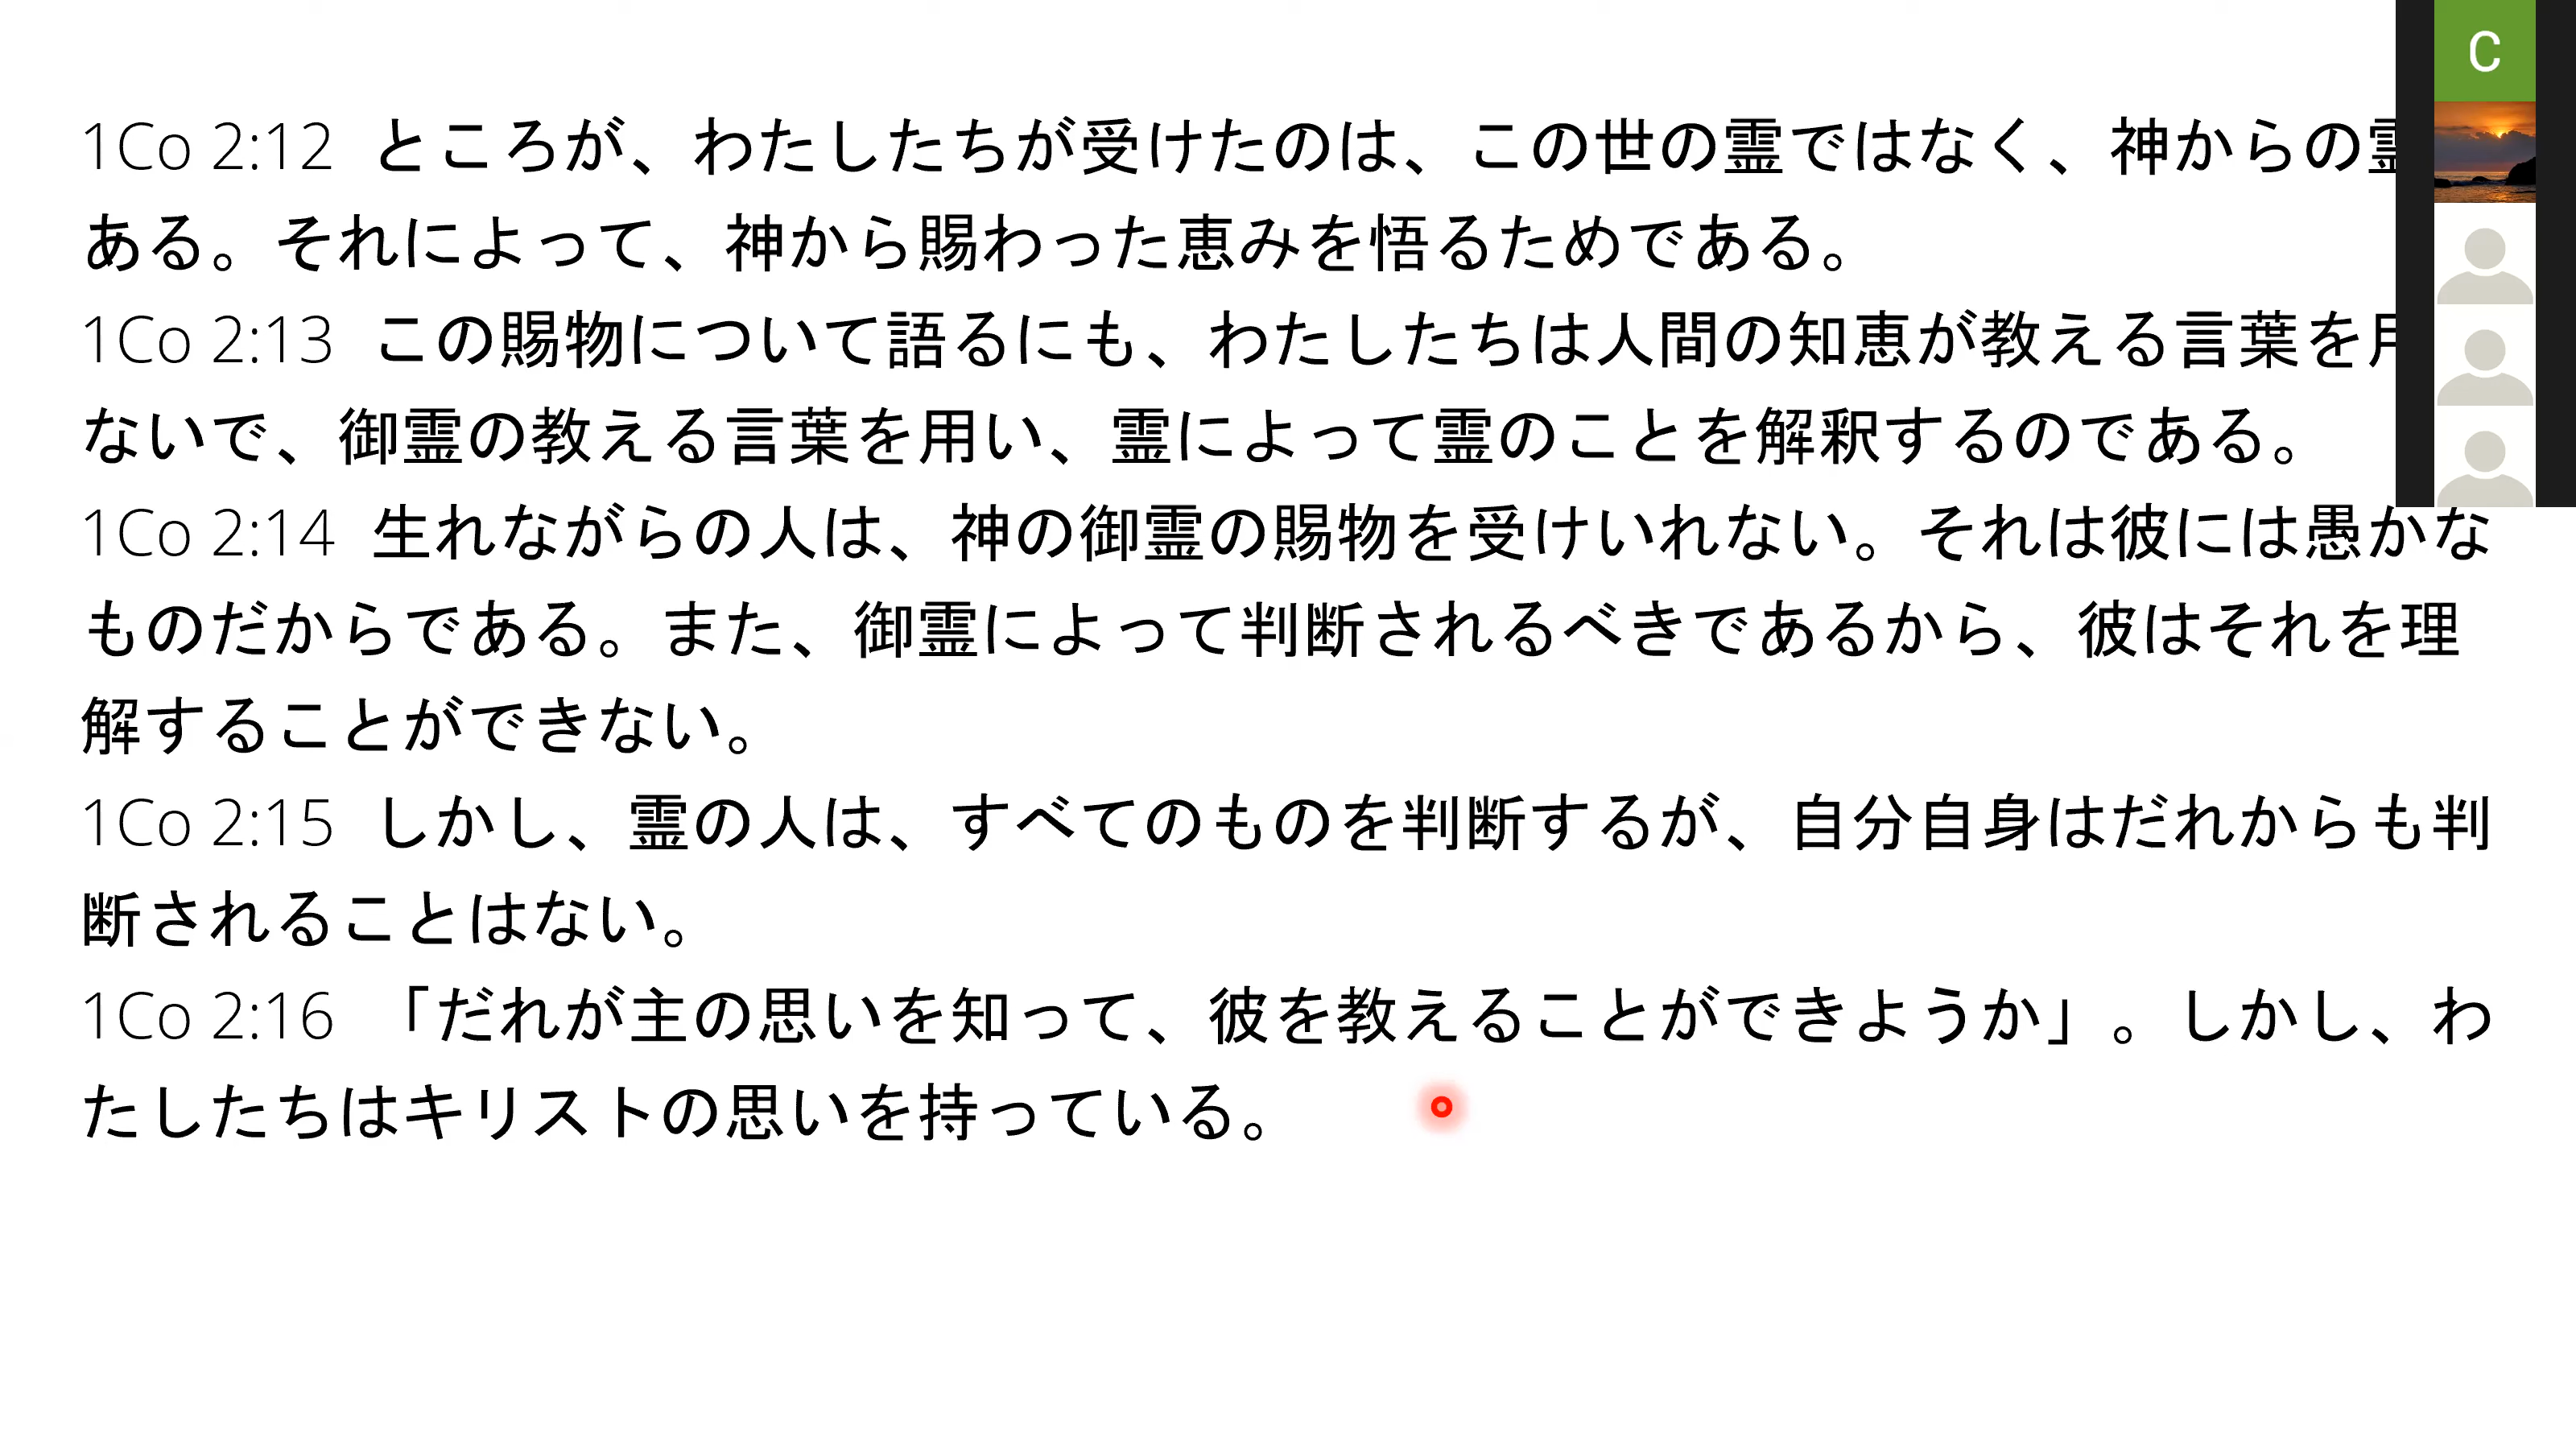 1Co 2:12 ところが、わたしたちが受けたのは、この世の霊ではなく、神からの
ある。それによって、神から賜わった恵みを悟るためである。
1Co 2:13 この賜物について語るにも、わたしたちは人間の知恵が教える言葉を
ないで、御霊の教える言葉を用い、霊によって霊のことを解釈するのである。
1Co 2:14 生れながらの人は、神の御霊の賜物を受けいれない。それは彼には愚かな
ものだからである。また、御霊によって判断されるべきであるから、彼はそれを理
解することができない。
1Co 2:15 しかし、霊の人は、すべてのものを判断するが、自分自身はだれからも判
断されることはない。
1Co 2:16 「だれが主の思いを知って、彼を教えることができようか」。しかし、わ
たしたちはキリストの思いを持っている。
C